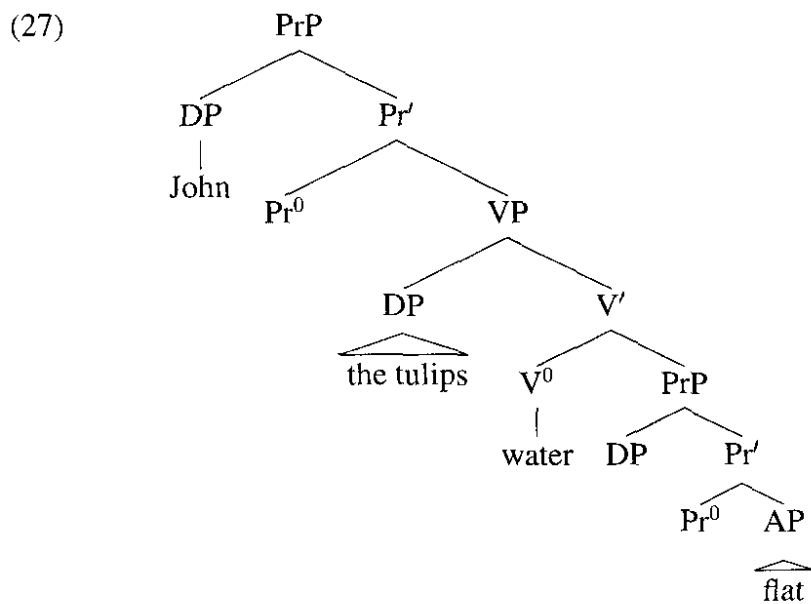 (27) PrP
DP Pr′
John Pr⁰ VP
DP V′
the tulips V⁰ PrP
water DP Pr′
Pr⁰ AP
flat